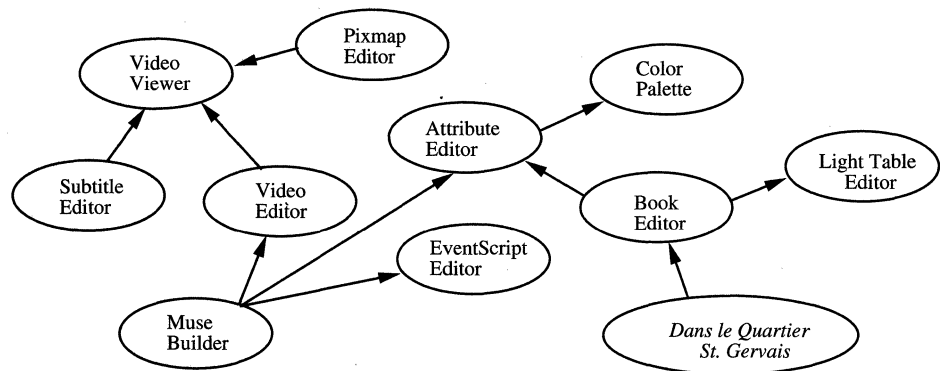 Pixmap
Editor
Video
Viewer
Color
Palette
Attribute
Editor
Light Table
Editor
Subtitle
Editor
Video
Editor
Book
Editor
EventScript
Editor
Muse
Builder
Dans le Quartier
St. Gervais